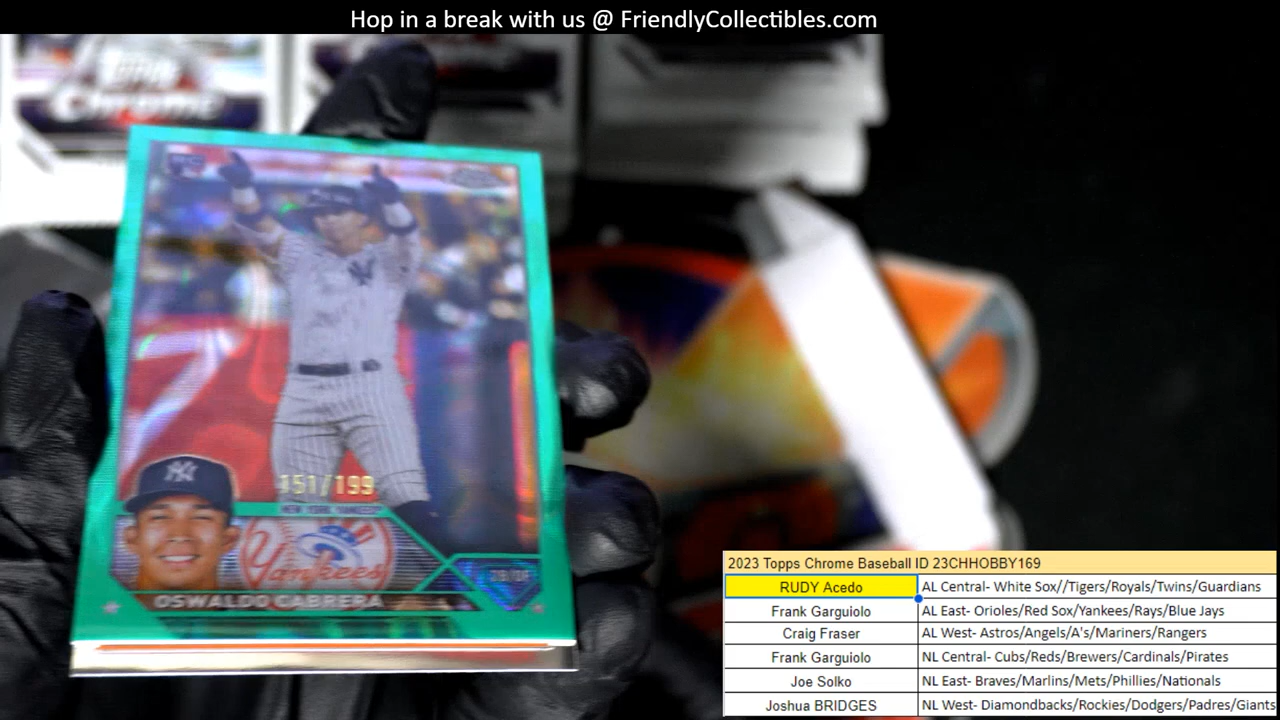 Hop in a break with us @ FriendlyCollectibles.com
Topps
Chrome
RC
151/199
NEW YORK YANKEES
Yankees
OSWALDO CABRERA
2023 Topps Chrome Baseball ID 23CHHOBBY169
RUDY Acedo AL Central- White Sox//Tigers/Royals/Twins/Guardians
Frank Garguiolo AL East- Orioles/Red Sox/Yankees/Rays/Blue Jays
Craig Fraser AL West- Astros/Angels/A's/Mariners/Rangers
Frank Garguiolo NL Central- Cubs/Reds/Brewers/Cardinals/Pirates
Joe Solko NL East- Braves/Marlins/Mets/Phillies/Nationals
Joshua BRIDGES NL West- Diamondbacks/Rockies/Dodgers/Padres/Giants